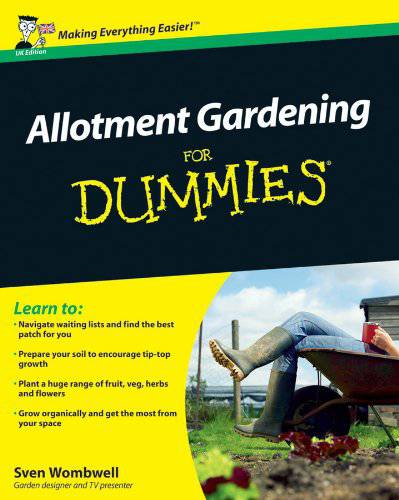 Making Everything Easier!™
UK Edition
Allotment Gardening
FOR
DUMMIES®
Learn to:
• Navigate waiting lists and find the best
patch for you
• Prepare your soil to encourage tip-top
growth
• Plant a huge range of fruit, veg, herbs
and flowers
• Grow organically and get the most from
your space
Sven Wombwell
Garden designer and TV presenter